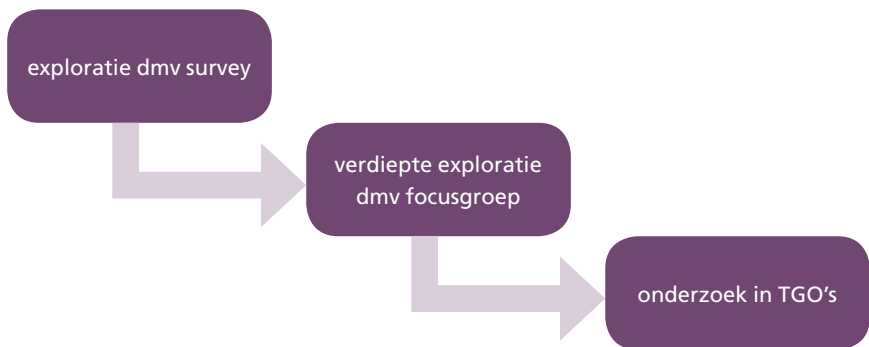 exploratie dmv survey
verdiepte exploratie
dmv focusgroep
onderzoek in TGO’s